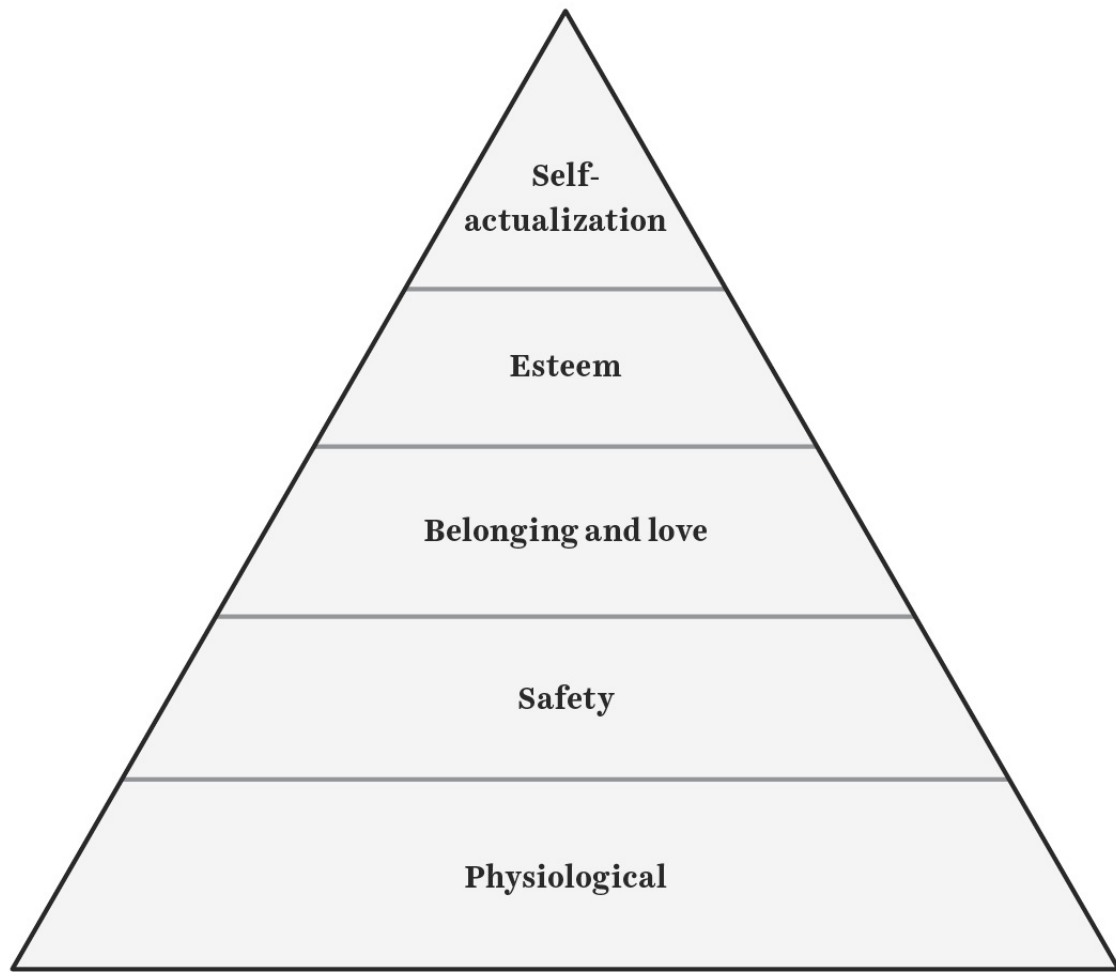 Self-
actualization
Esteem
Belonging and love
Safety
Physiological